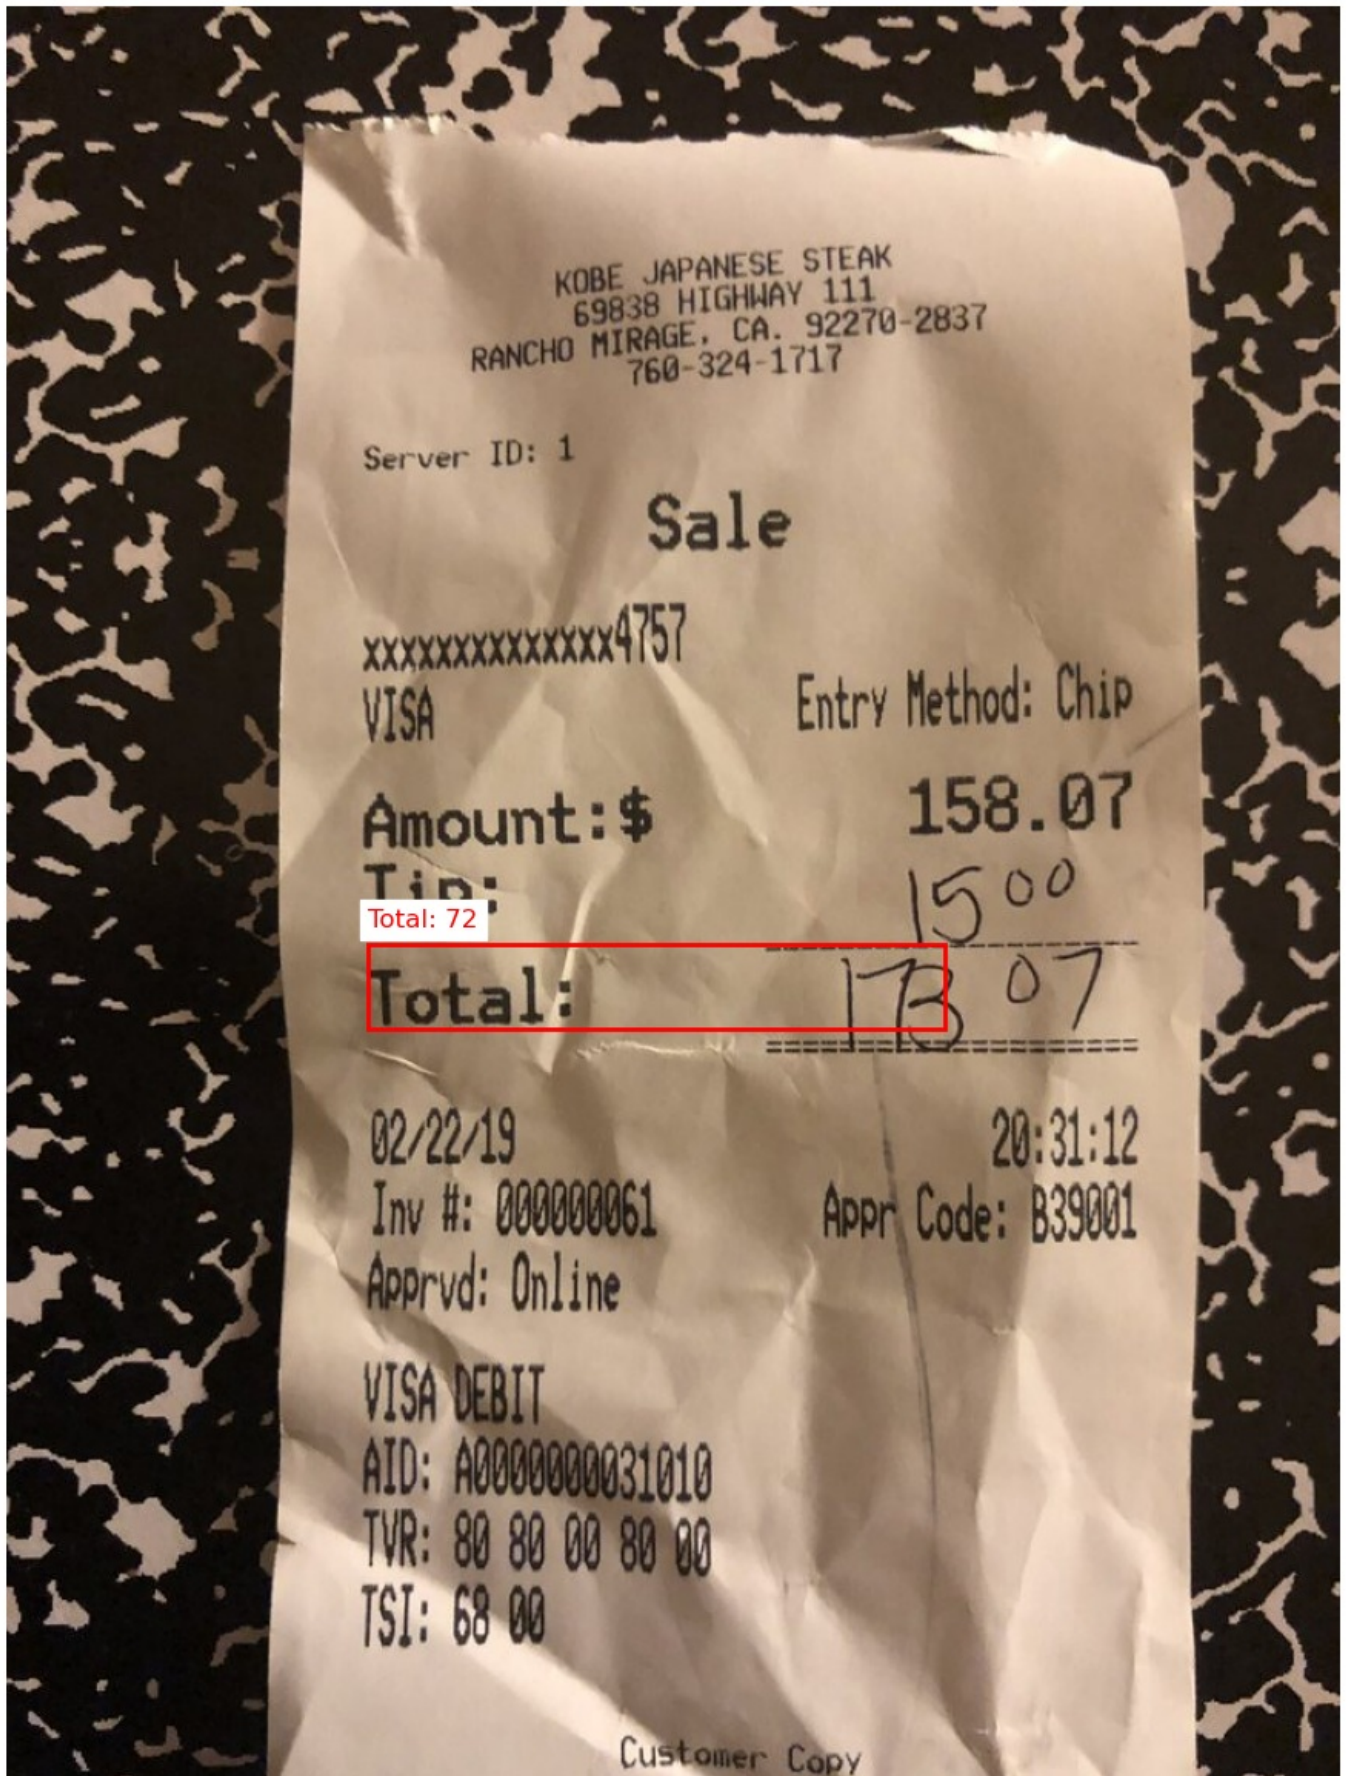 KOBE JAPANESE STEAK
69838 HIGHWAY 111
RANCHO MIRAGE, CA. 92270-2837
760-324-1717
Server ID: 1
Sale
xxxxxxxxxxxxxx4757
VISA Entry Method: Chip
Amount:$ 158.07
Tip: 15 00
Total: 72
Total: 173 07
02/22/19 20:31:12
Inv #: 000000061 Appr Code: B39001
Apprvd: Online
VISA DEBIT
AID: A0000000031010
TVR: 80 80 00 80 00
TSI: 68 00
Customer Copy